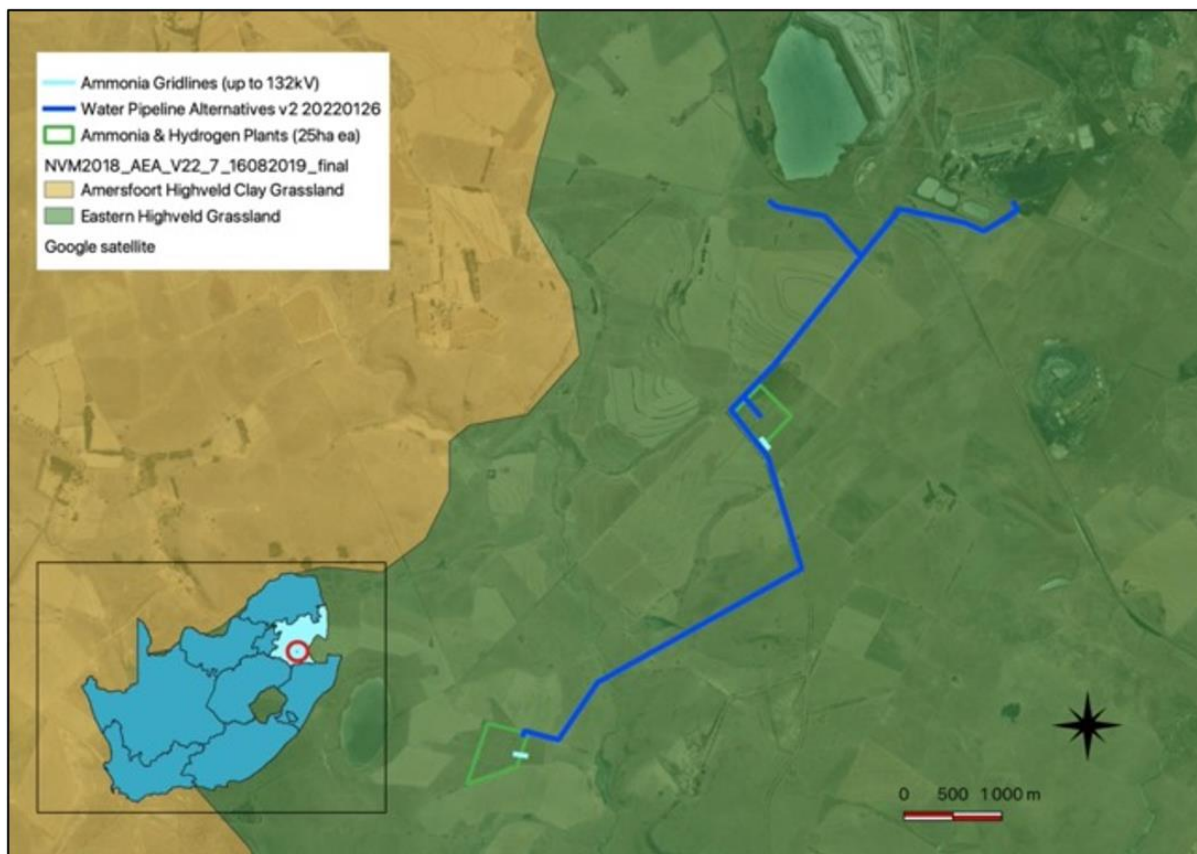 Ammonia Gridlines (up to 132kV)
Water Pipeline Alternatives v2 20220126
Ammonia & Hydrogen Plants (25ha ea)
NVM2018_AEA_V22_7_16082019_final
Amersfoort Highveld Clay Grassland
Eastern Highveld Grassland
Google satellite
0 500 1 000 m